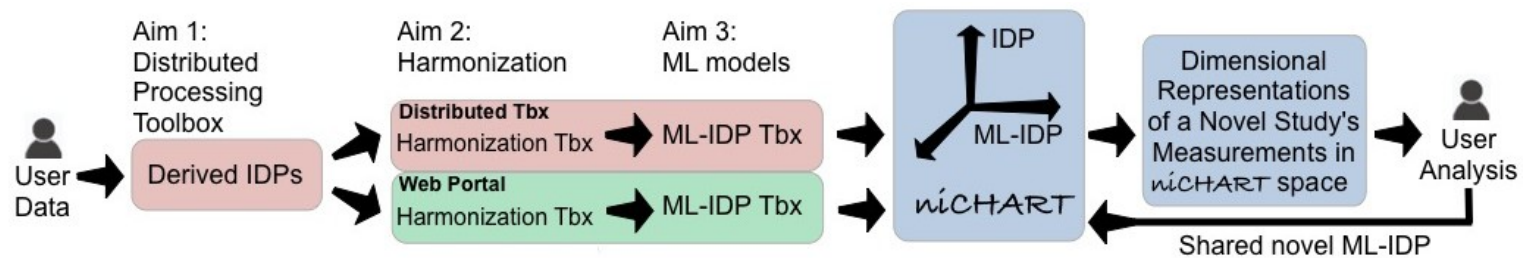 User
Data
Aim 1:
Distributed
Processing
Toolbox
Derived IDPs
Aim 2:
Harmonization
Aim 3:
ML models
Distributed Tbx
Harmonization Tbx
ML-IDP Tbx
Web Portal
Harmonization Tbx
ML-IDP Tbx
IDP
ML-IDP
niCHART
Dimensional
Representations
of a Novel Study's
Measurements in
niCHART space
User
Analysis
Shared novel ML-IDP